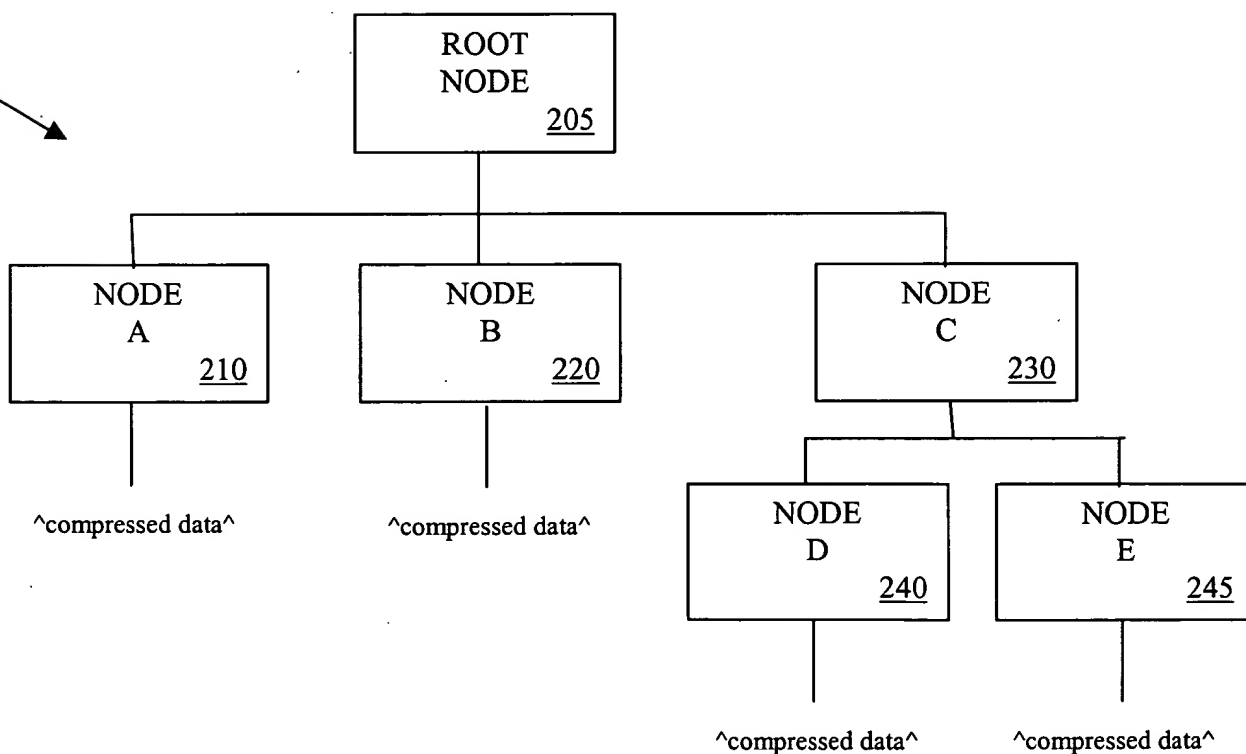 ROOT
NODE
205
NODE
A
210
NODE
B
220
NODE
C
230
^compressed data^
^compressed data^
NODE
D
240
NODE
E
245
^compressed data^
^compressed data^